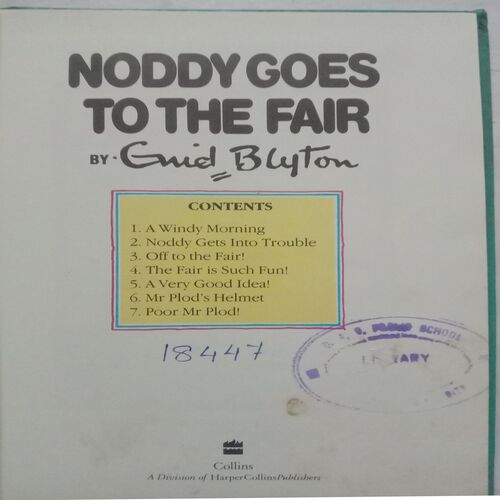 NODDY GOES
TO THE FAIR
BY · Enid Blyton
CONTENTS
1. A Windy Morning
2. Noddy Gets Into Trouble
3. Off to the Fair!
4. The Fair is Such Fun!
5. A Very Good Idea!
6. Mr Plod's Helmet
7. Poor Mr Plod!
18447
SCHOOL
Collins
A Division of HarperCollinsPublishers